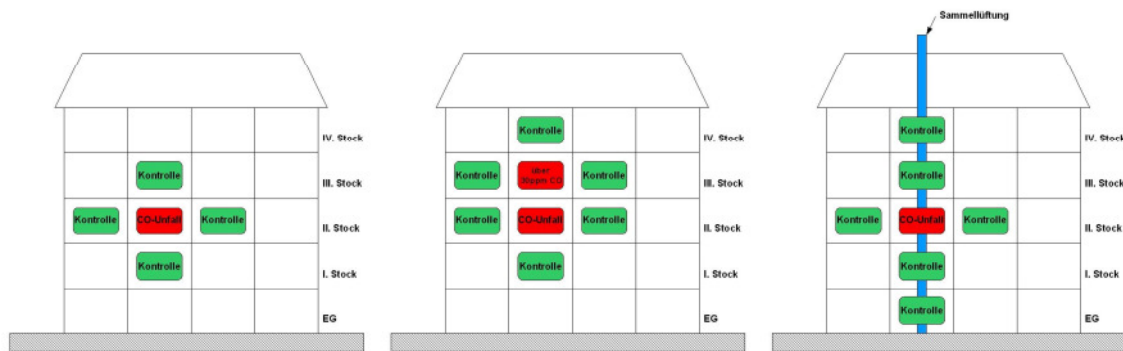 Kontrolle
Kontrolle CO-Unfall Kontrolle
Kontrolle
IV. Stock
III. Stock
II. Stock
I. Stock
EG
Kontrolle
Kontrolle über 30ppm CO Kontrolle
Kontrolle CO-Unfall Kontrolle
Kontrolle
IV. Stock
III. Stock
II. Stock
I. Stock
EG
Sammellüftung
Kontrolle
Kontrolle
Kontrolle CO-Unfall Kontrolle
Kontrolle
Kontrolle
IV. Stock
III. Stock
II. Stock
I. Stock
EG